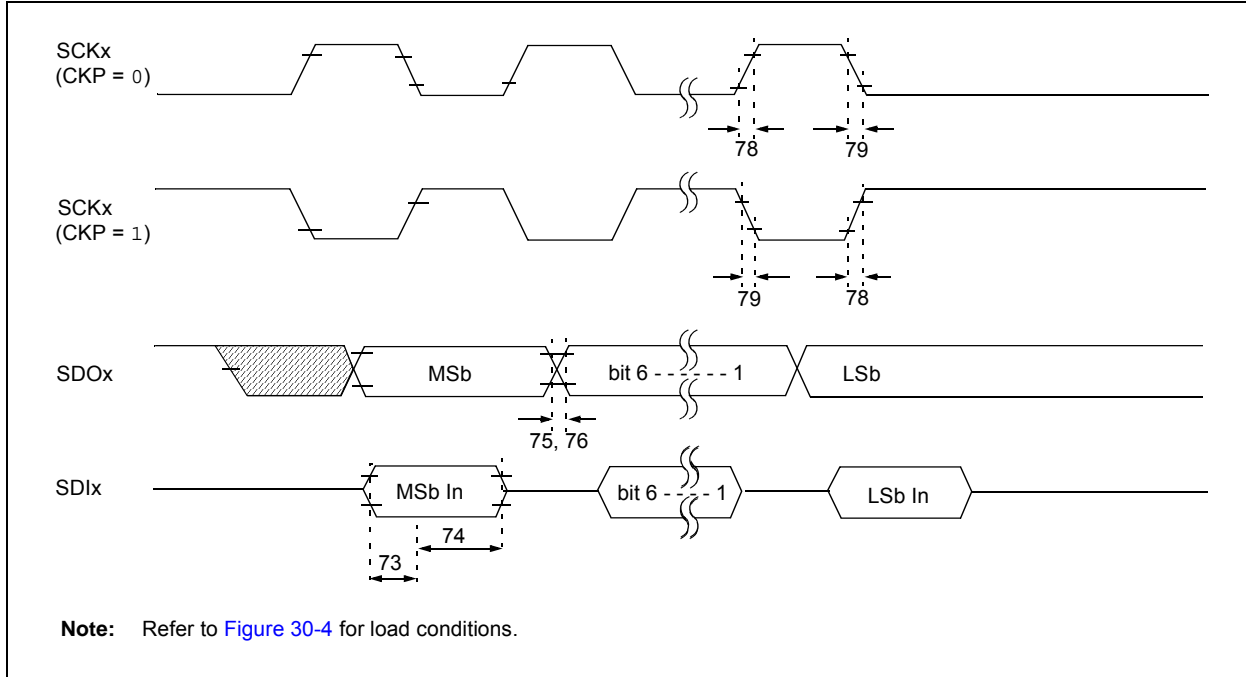 SCKx
(CKP = 0)
78
79
SCKx
(CKP = 1)
79
78
SDOx
MSb
bit 6 - - - - - - 1
LSb
75, 76
SDIx
MSb In
bit 6 - - - - - 1
LSb In
74
73
Note: Refer to Figure 30-4 for load conditions.